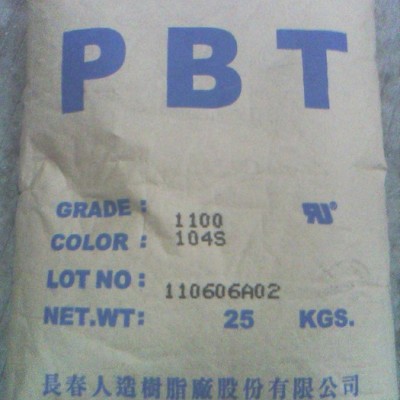 PBT
GRADE: 1100
COLOR: 104S
LOT NO: 110606A02
NET.WT: 25 KGS.
長春人造樹脂廠股份有限公司